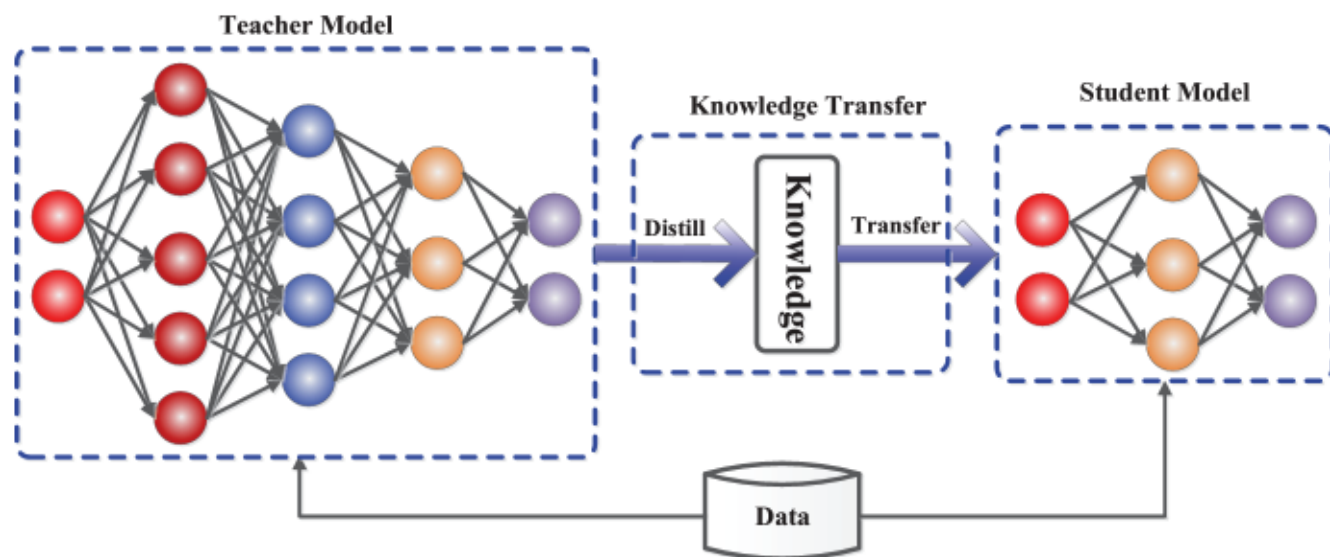 Teacher Model
Knowledge Transfer
Student Model
Distill
Knowledge
Transfer
Data